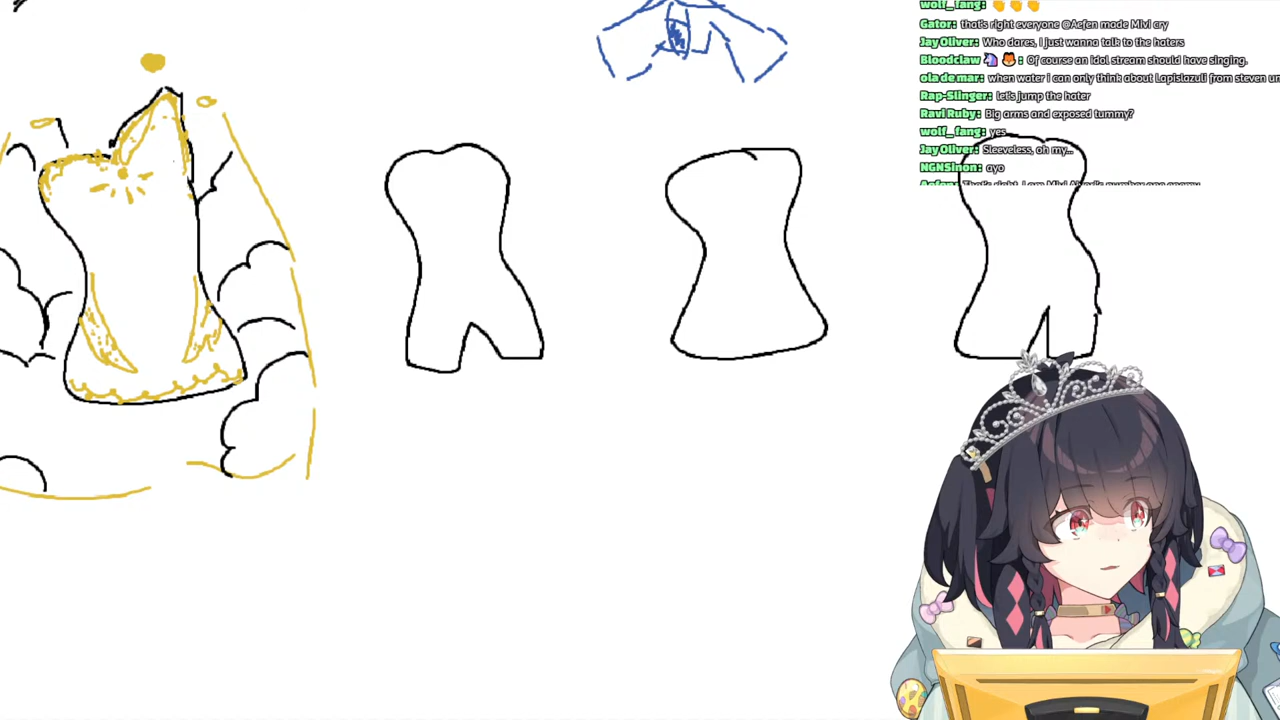 wolf_fang: 👏 👏 👏
Gator: that's right everyone @Aefen made Mivi cry
JayOliver: Who dares, I just wanna talk to the haters
Bloodclaw: Of course an idol stream should have singing.
ola de mar: when water i can only think about Lapislazuli from steven un
Rap-Slinger: let's jump the hater
Ravi Ruby: Big arms and exposed tummy?
wolf_fang: yes
JayOliver: Sleeveless, oh my...
NGNSinon: ayo